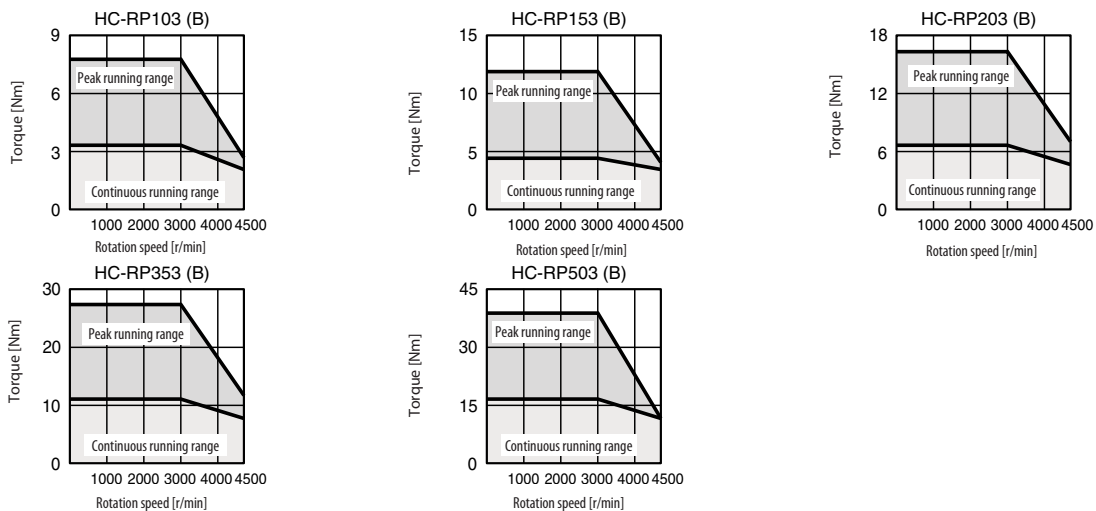 HC-RP103 (B)
9
6
3
0
Torque [Nm]
Peak running range
Continuous running range
1000 2000 3000 4000 4500
Rotation speed [r/min]
HC-RP153 (B)
15
10
5
0
Torque [Nm]
Peak running range
Continuous running range
1000 2000 3000 4000 4500
Rotation speed [r/min]
HC-RP203 (B)
18
12
6
0
Torque [Nm]
Peak running range
Continuous running range
1000 2000 3000 4000 4500
Rotation speed [r/min]
HC-RP353 (B)
30
20
10
0
Torque [Nm]
Peak running range
Continuous running range
1000 2000 3000 4000 4500
Rotation speed [r/min]
HC-RP503 (B)
45
30
15
0
Torque [Nm]
Peak running range
Continuous running range
1000 2000 3000 4000 4500
Rotation speed [r/min]